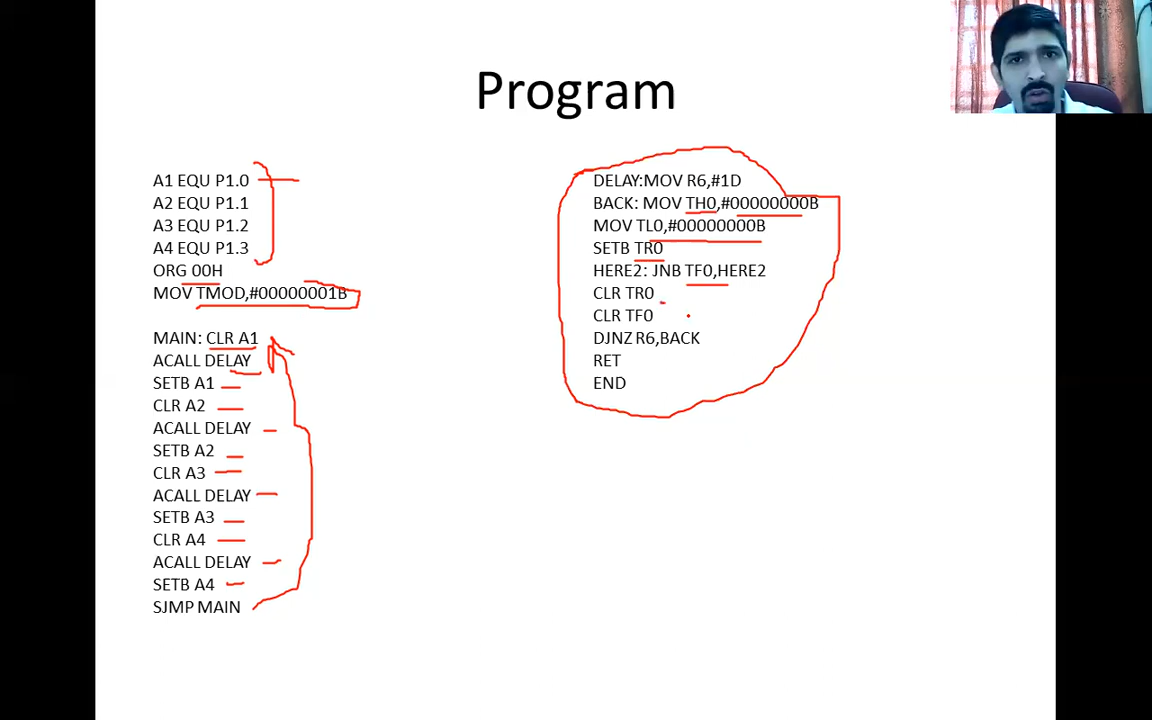 Program
A1 EQU P1.0
A2 EQU P1.1
A3 EQU P1.2
A4 EQU P1.3
ORG 00H
MOV TMOD,#00000001B
MAIN: CLR A1
ACALL DELAY
SETB A1
CLR A2
ACALL DELAY
SETB A2
CLR A3
ACALL DELAY
SETB A3
CLR A4
ACALL DELAY
SETB A4
SJMP MAIN
DELAY:MOV R6,#1D
BACK: MOV TH0,#00000000B
MOV TL0,#00000000B
SETB TR0
HERE2: JNB TF0,HERE2
CLR TR0
CLR TF0
DJNZ R6,BACK
RET
END